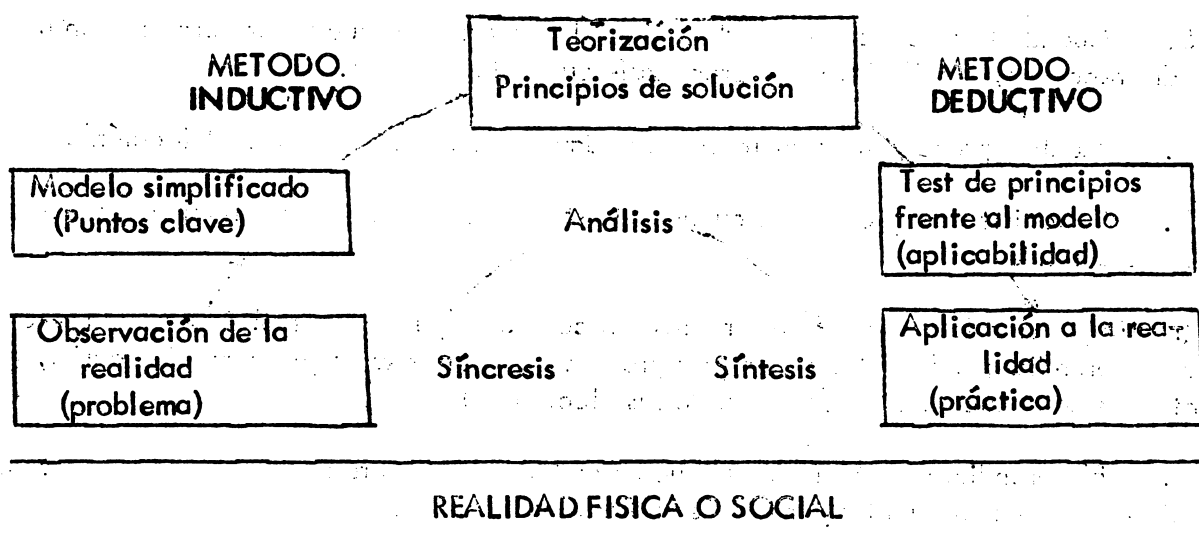 Teorización
Principios de solución
METODO.
INDUCTIVO
METODO
DEDUCTIVO
Modelo simplificado
(Puntos clave)
Análisis
Test de principios
frente al modelo
(aplicabilidad)
Observación de la
realidad
(problema)
Síncresis
Síntesis
Aplicación a la rea-
lidad
(práctica)
REALIDAD FISICA O SOCIAL